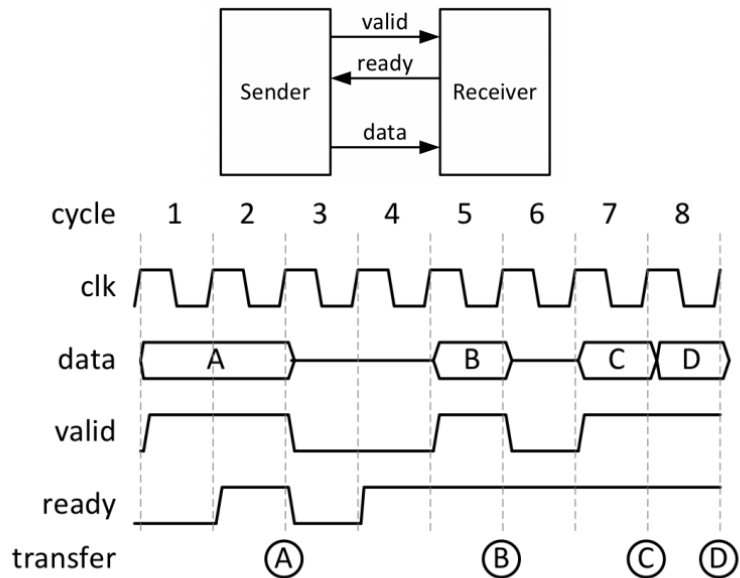 valid
ready
Sender
Receiver
data
cycle 1 2 3 4 5 6 7 8
clk
data A B C D
valid
ready
transfer A B C D